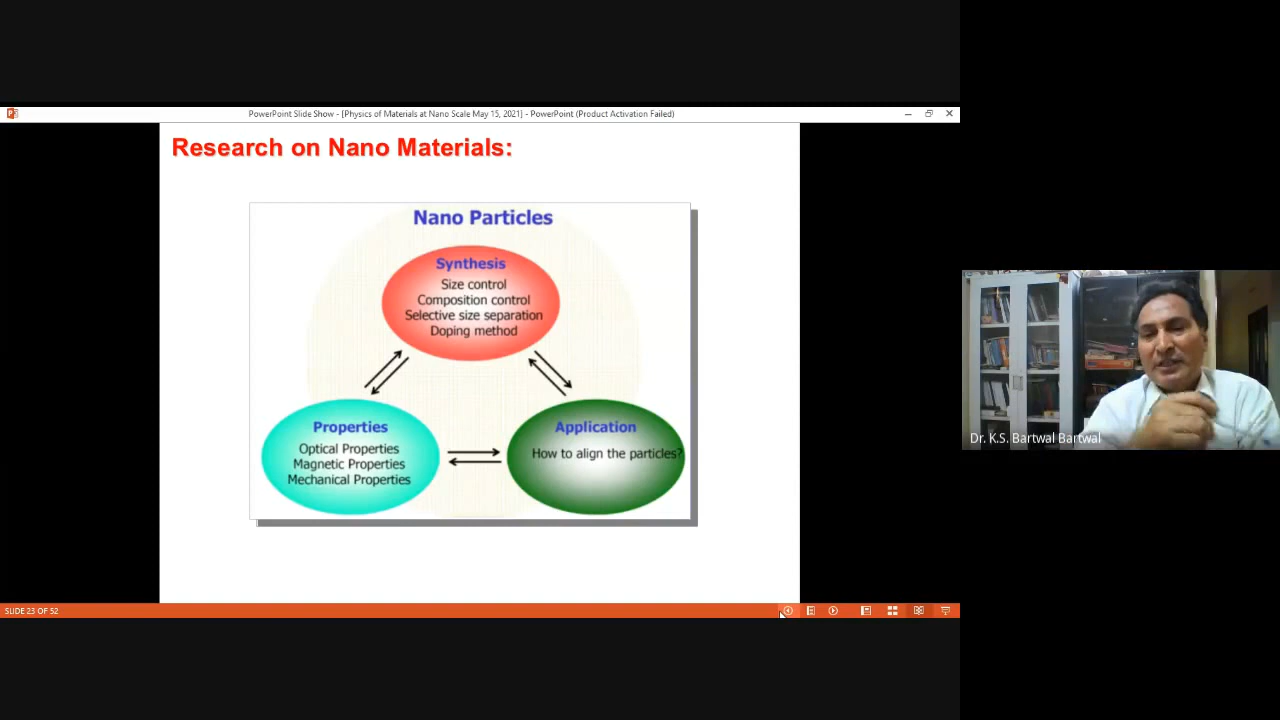 PowerPoint Slide Show - [Physics of Materials at Nano Scale May 15, 2021] - PowerPoint (Product Activation Failed)
Research on Nano Materials:
Nano Particles
Synthesis
Size control
Composition control
Selective size separation
Doping method
Properties
Optical Properties
Magnetic Properties
Mechanical Properties
Application
How to align the particles?
Dr. K.S. Bartwal Bartwal
SLIDE 23 OF 52